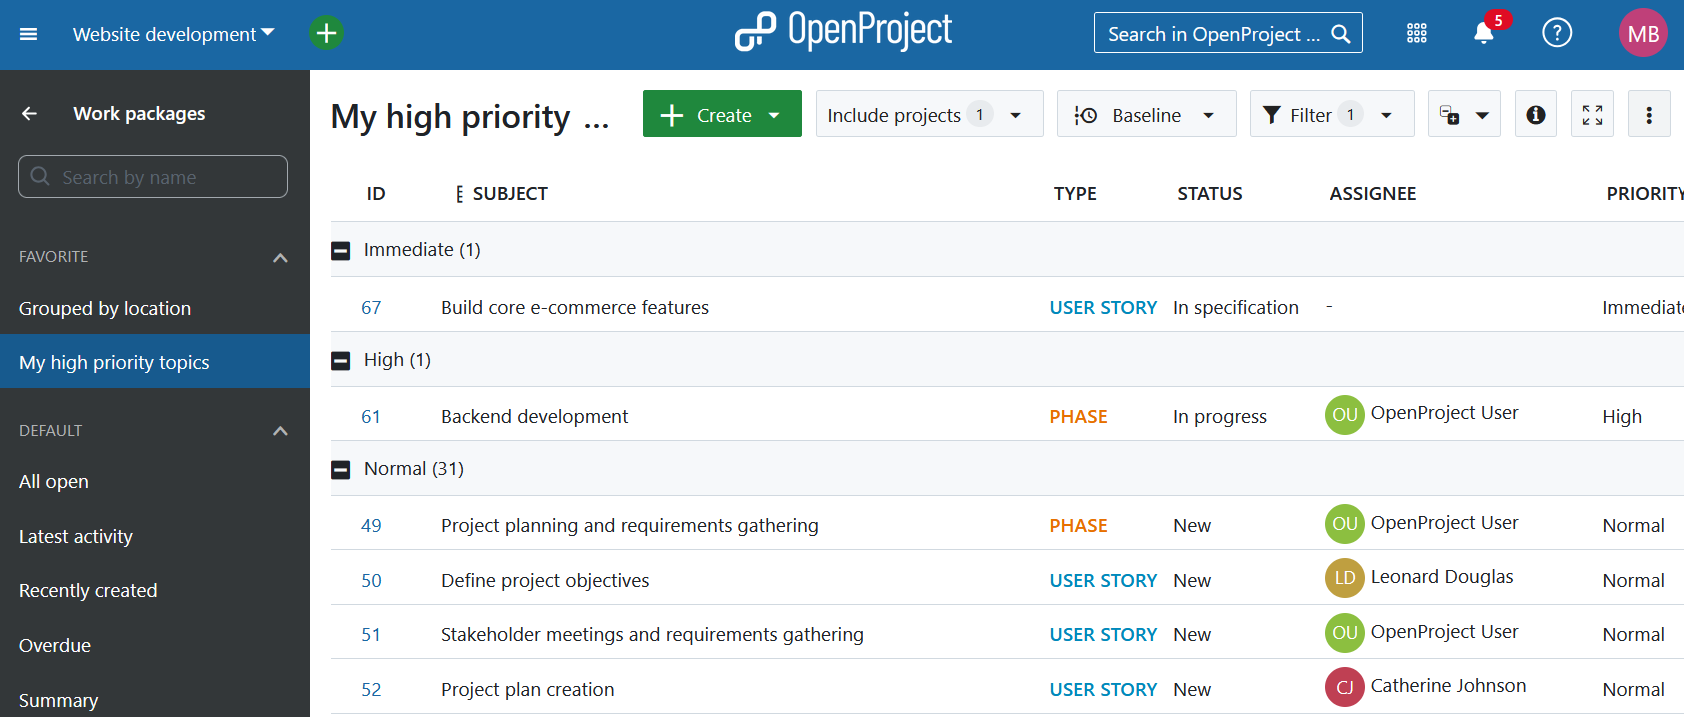 Website development
OpenProject
Search in OpenProject ...
5
?
MB
Work packages
Search by name
FAVORITE
Grouped by location
My high priority topics
DEFAULT
All open
Latest activity
Recently created
Overdue
Summary
My high priority ...
Create
Include projects 1
Baseline
Filter 1
ID SUBJECT TYPE STATUS ASSIGNEE PRIORITY
Immediate (1)
67 Build core e-commerce features USER STORY In specification - Immediate
High (1)
61 Backend development PHASE In progress OU OpenProject User High
Normal (31)
49 Project planning and requirements gathering PHASE New OU OpenProject User Normal
50 Define project objectives USER STORY New LD Leonard Douglas Normal
51 Stakeholder meetings and requirements gathering USER STORY New OU OpenProject User Normal
52 Project plan creation USER STORY New CJ Catherine Johnson Normal